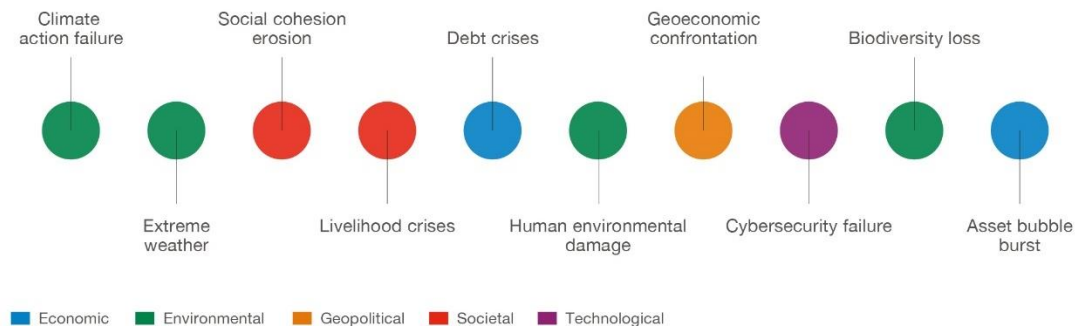 Climate
action failure
Social cohesion
erosion
Debt crises
Geoeconomic
confrontation
Biodiversity loss
Extreme
weather
Livelihood crises
Human environmental
damage
Cybersecurity failure
Asset bubble
burst
Economic
Environmental
Geopolitical
Societal
Technological